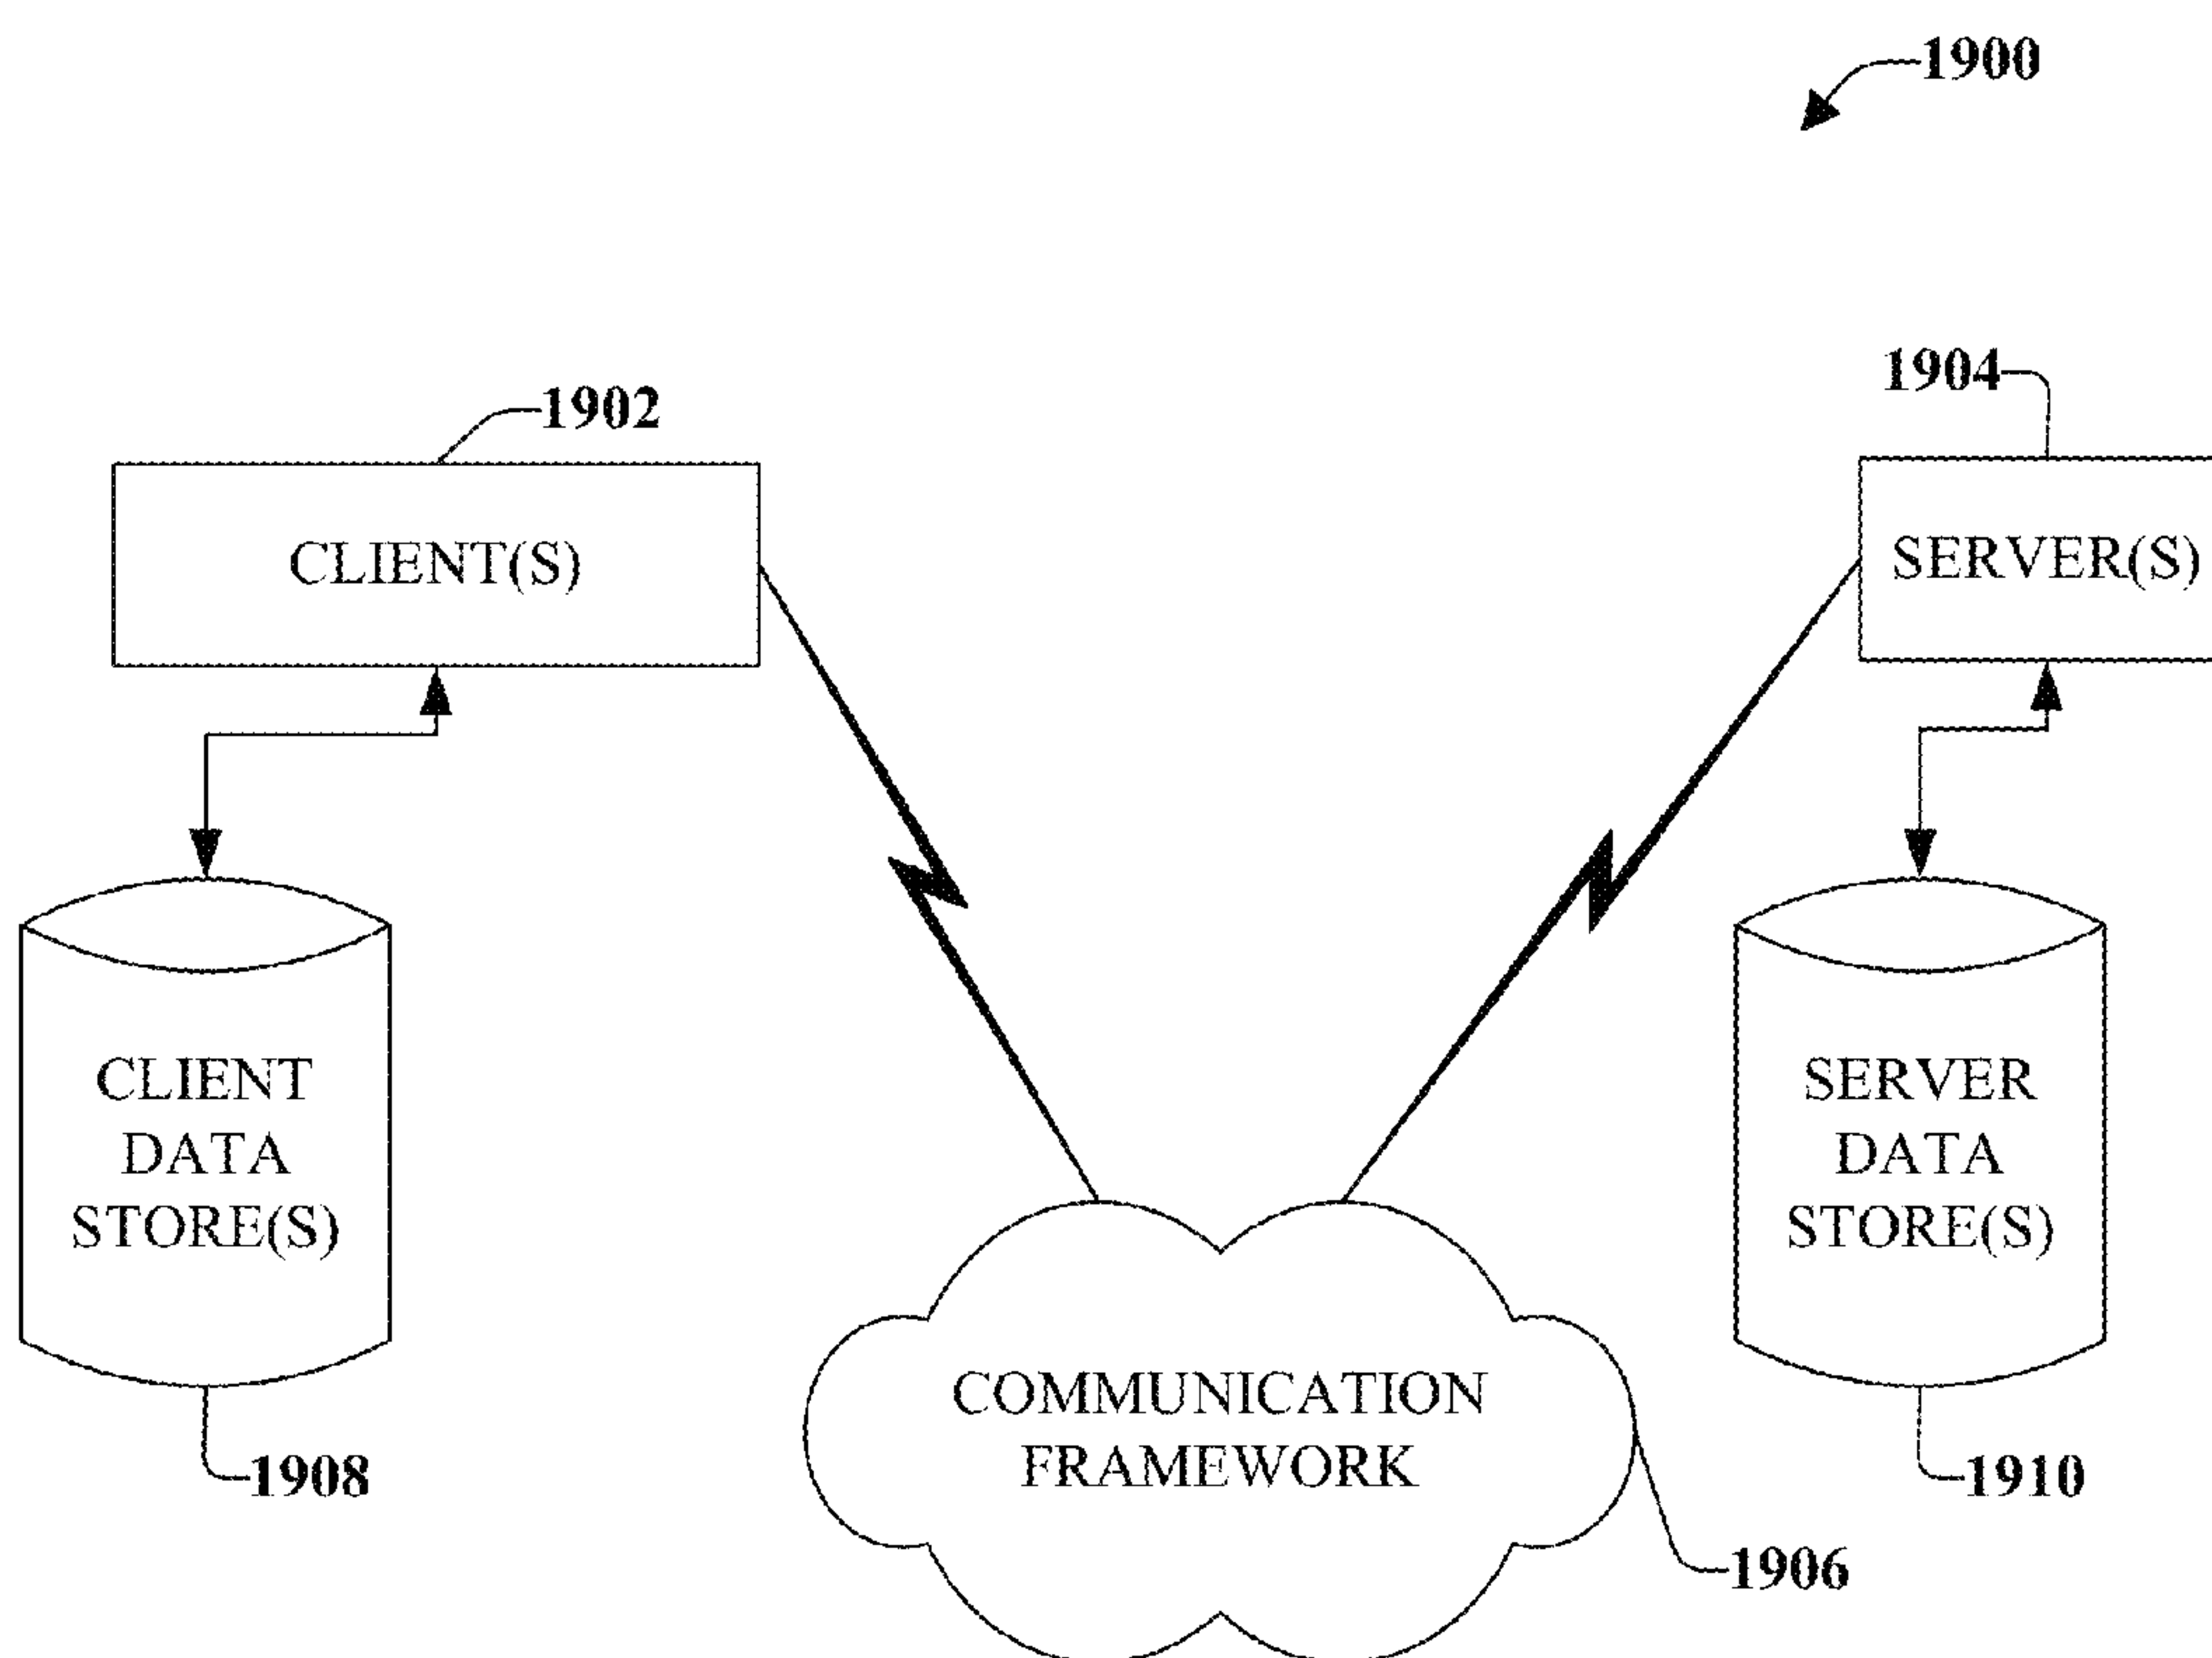 1900
1902
1904
CLIENT(S)
SERVER(S)
CLIENT
DATA
STORE(S)
SERVER
DATA
STORE(S)
COMMUNICATION
FRAMEWORK
1908
1910
1906